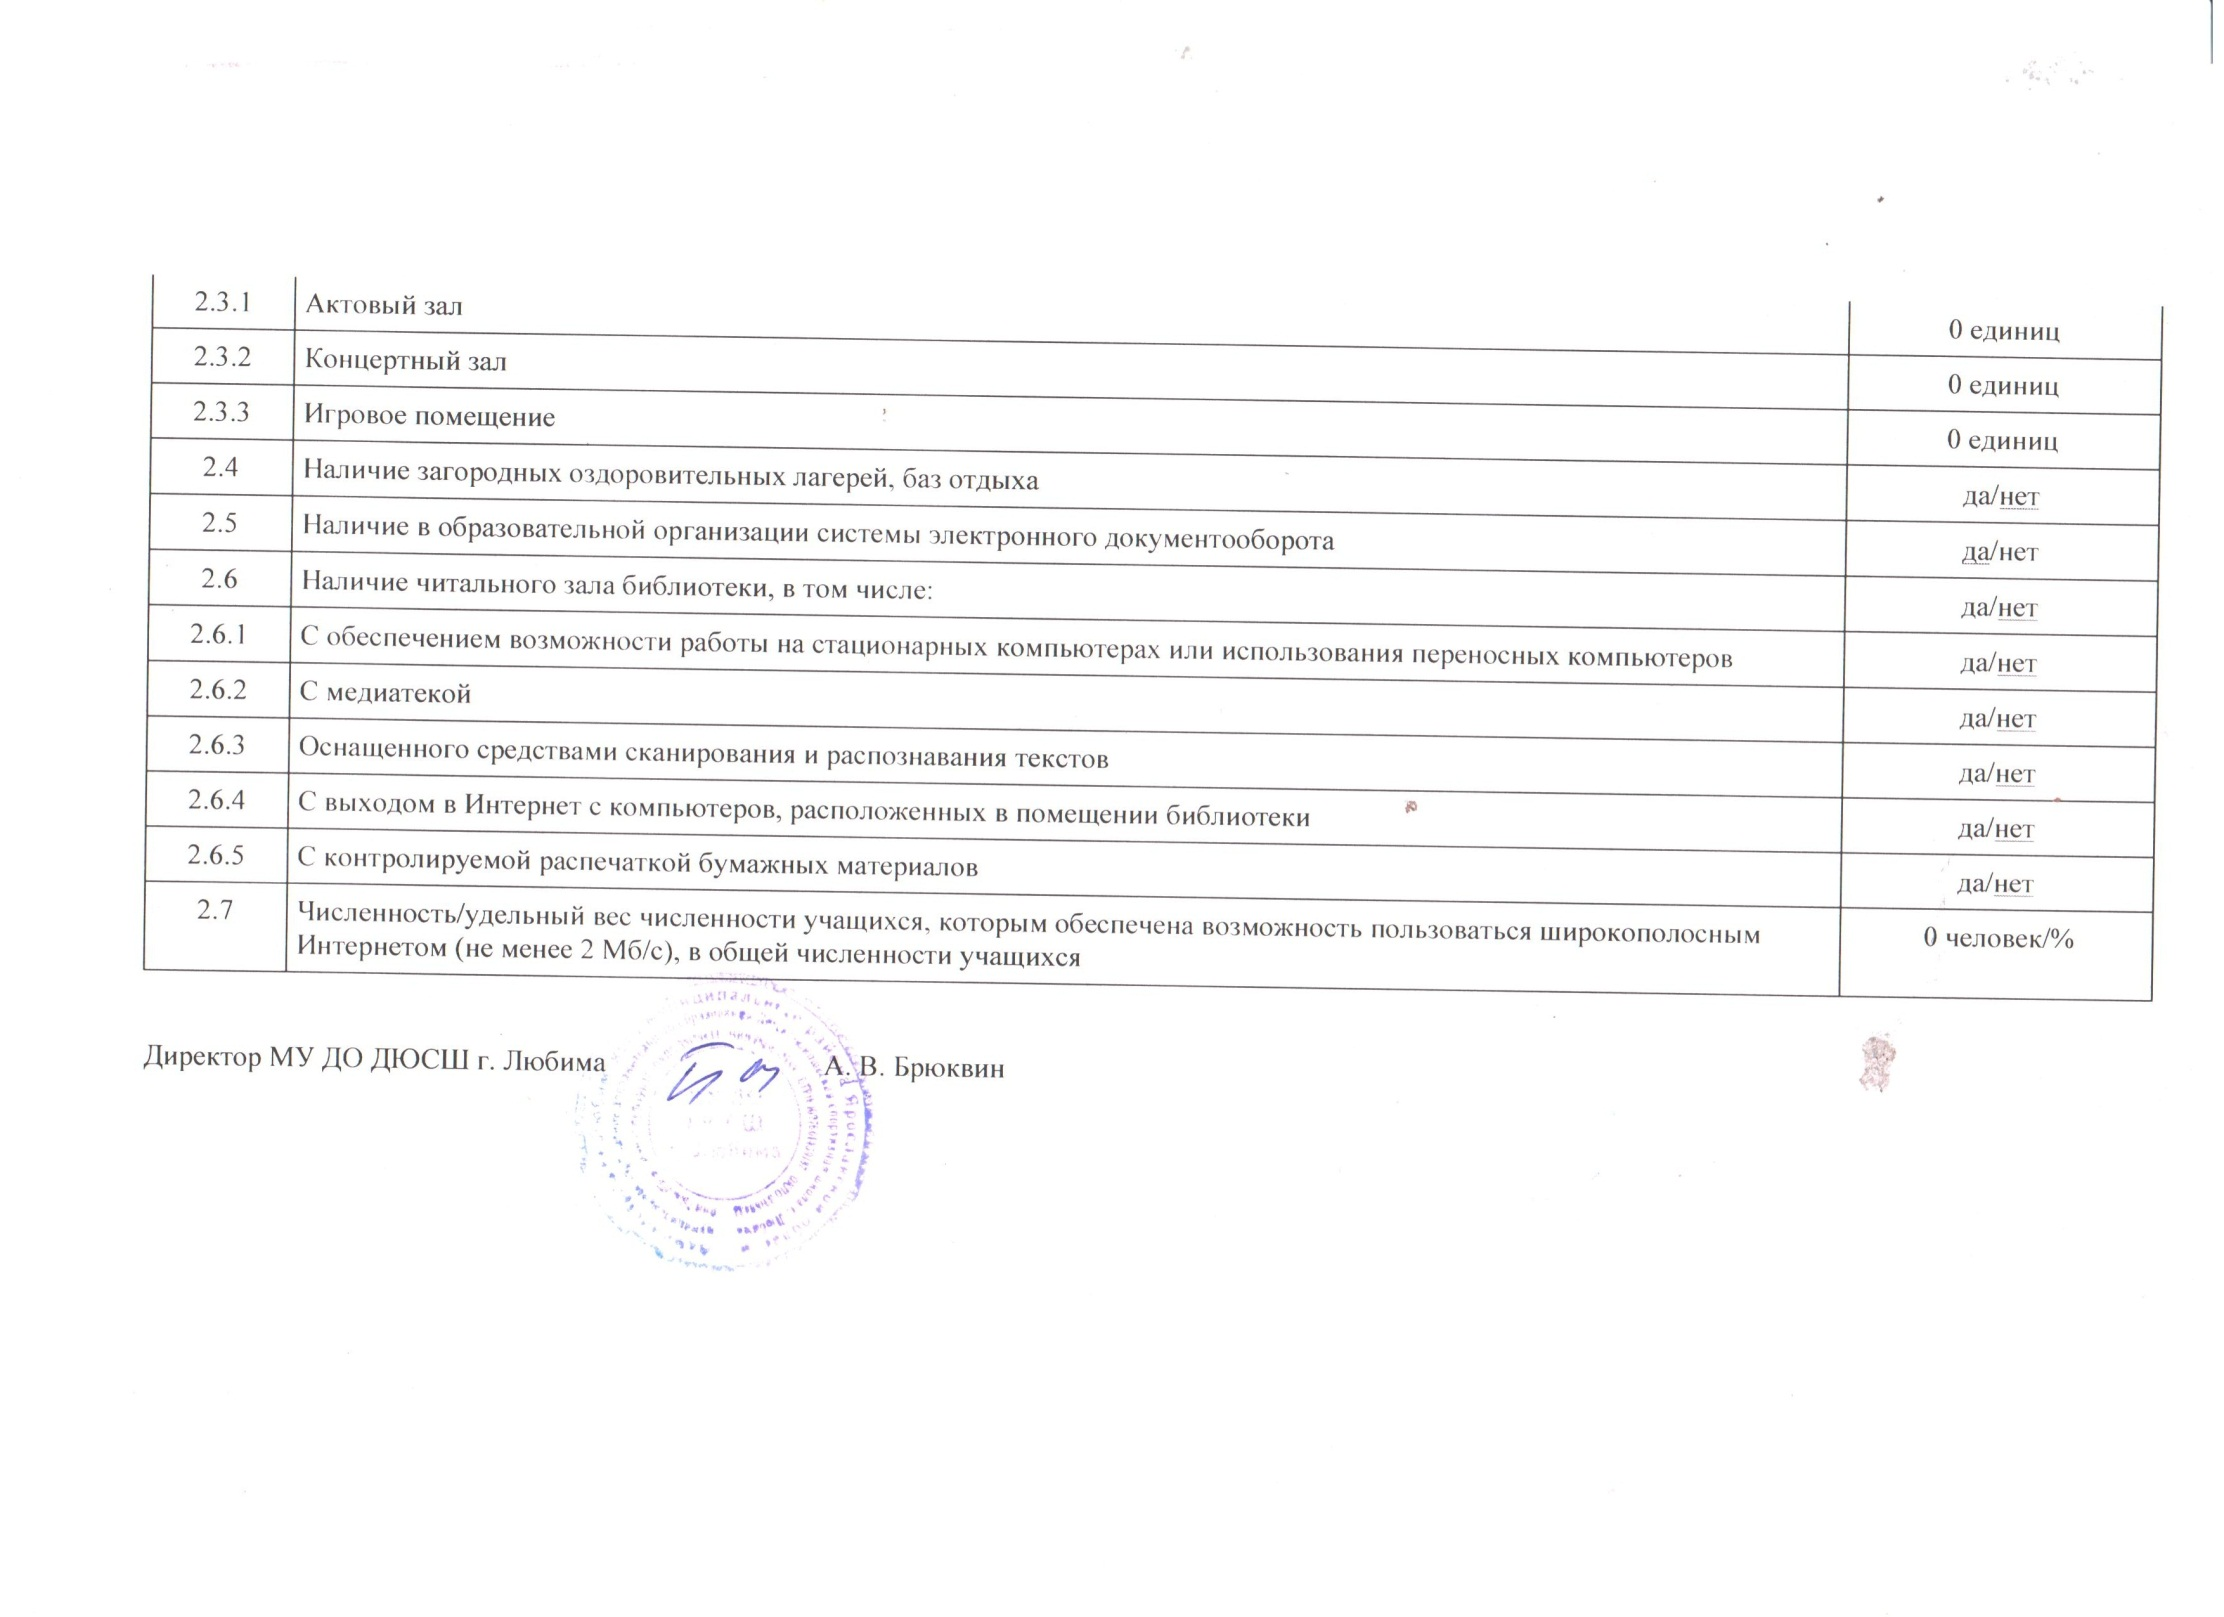 2.3.1 Актовый зал 0 единиц
2.3.2 Концертный зал 0 единиц
2.3.3 Игровое помещение 0 единиц
2.4 Наличие загородных оздоровительных лагерей, баз отдыха да/нет
2.5 Наличие в образовательной организации системы электронного документооборота да/нет
2.6 Наличие читального зала библиотеки, в том числе: да/нет
2.6.1 С обеспечением возможности работы на стационарных компьютерах или использования переносных компьютеров да/нет
2.6.2 С медиатекой да/нет
2.6.3 Оснащенного средствами сканирования и распознавания текстов да/нет
2.6.4 С выходом в Интернет с компьютеров, расположенных в помещении библиотеки да/нет
2.6.5 С контролируемой распечаткой бумажных материалов да/нет
2.7 Численность/удельный вес численности учащихся, которым обеспечена возможность пользоваться широкополосным 0 человек/%
Интернетом (не менее 2 Мб/с), в общей численности учащихся
Директор МУ ДО ДЮСШ г. Любима А. В. Брюквин